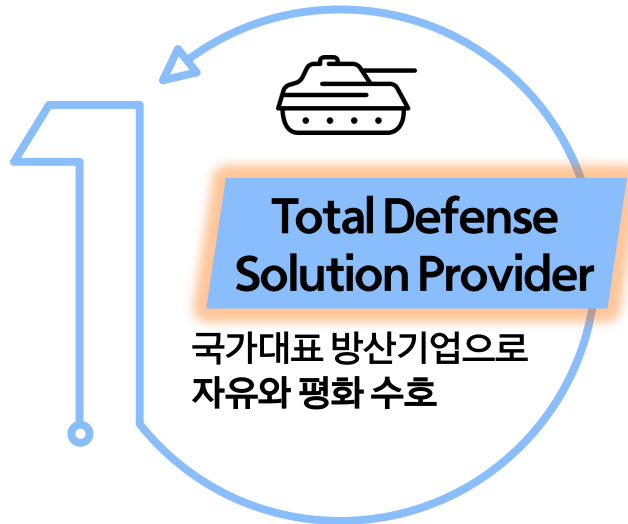 1
Total Defense
Solution Provider
국가대표 방산기업으로
자유와 평화 수호